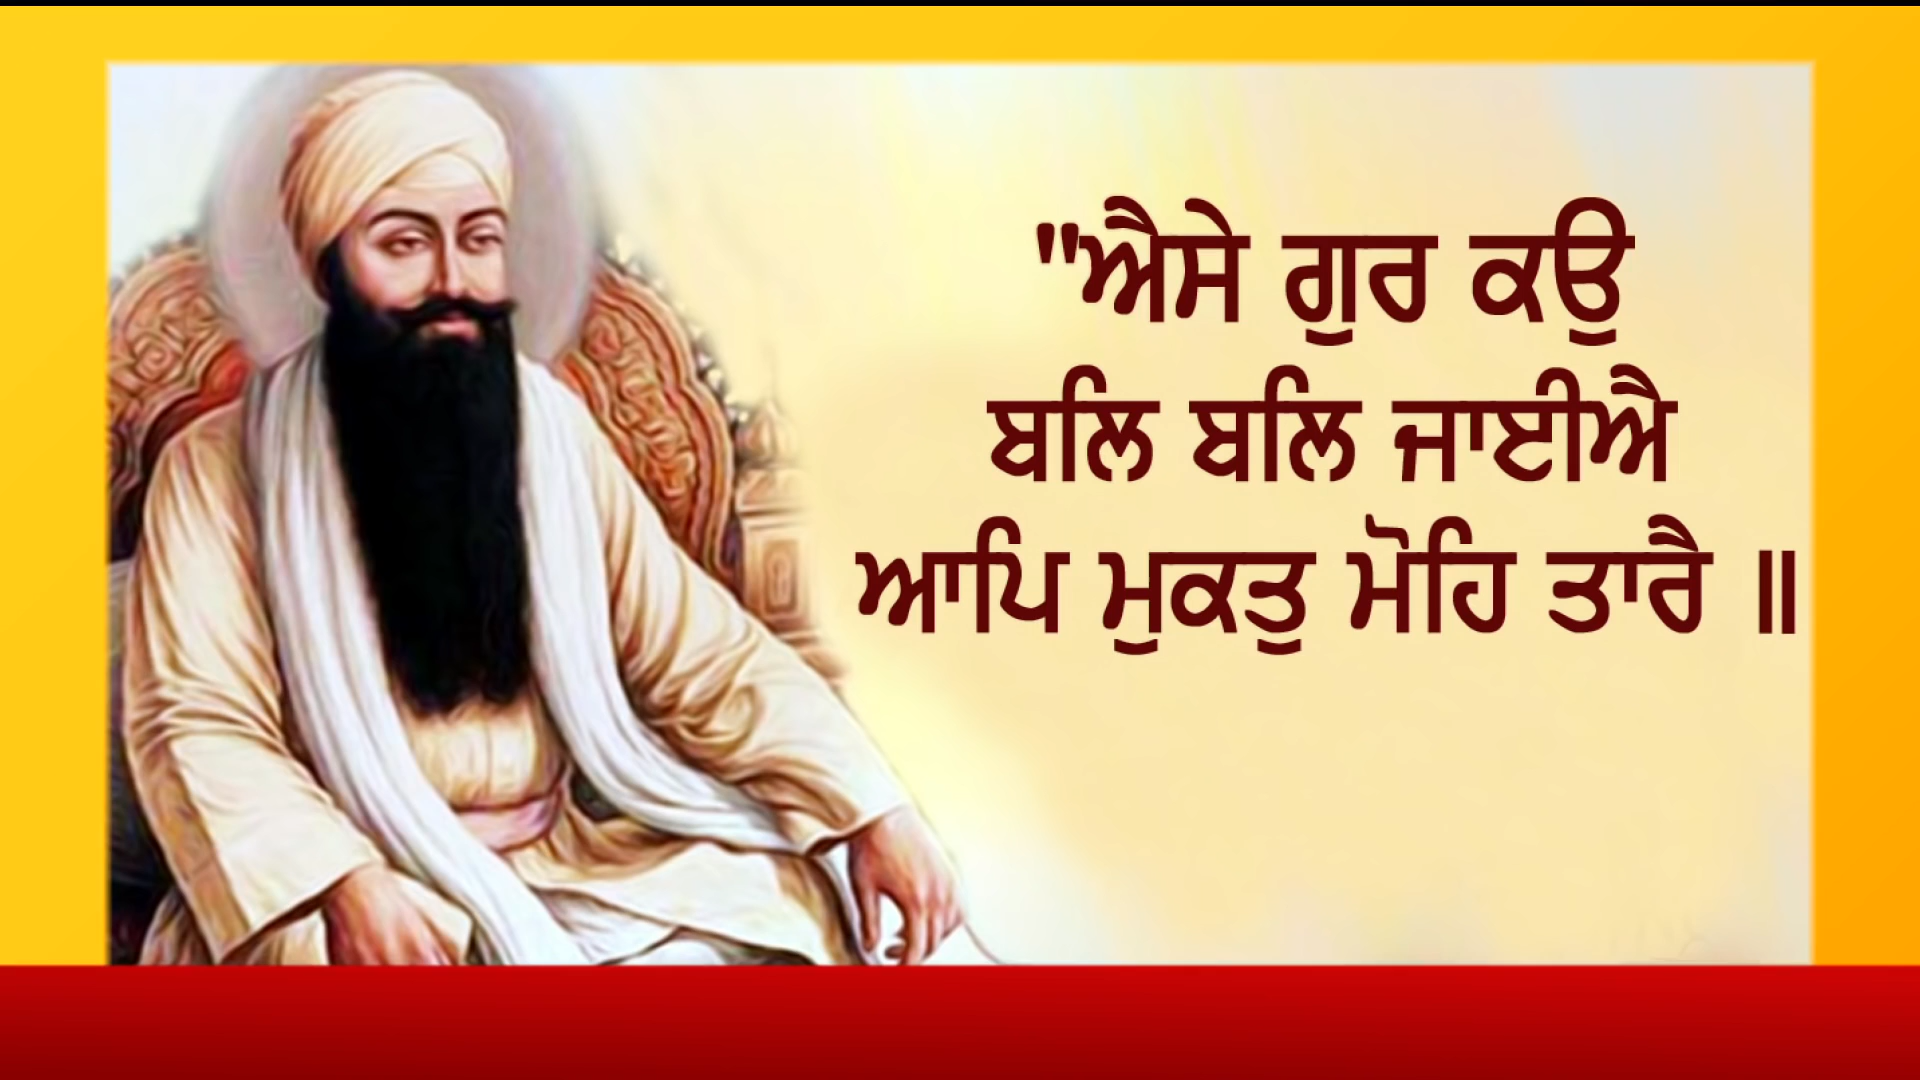 "ਐਸੇ ਗੁਰ ਕਉ
ਬਲਿ ਬਲਿ ਜਾਈਐ
ਆਪਿ ਮੁਕਤੁ ਮੋਹਿ ਤਾਰੈ ॥